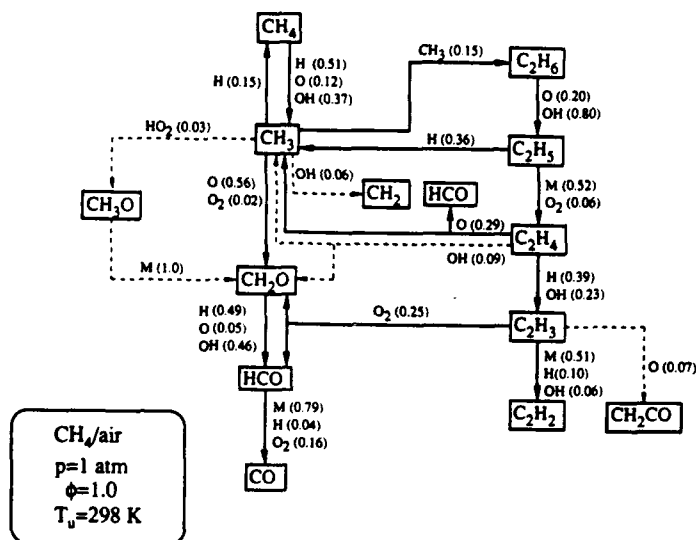 CH₄
H (0.15)
H (0.51)
O (0.12)
OH (0.37)
CH₃ (0.15)
C₂H₆
O (0.20)
OH (0.80)
HO₂ (0.03)
CH₃
H (0.36)
C₂H₅
OH (0.06)
M (0.52)
O₂ (0.06)
O (0.56)
O₂ (0.02)
CH₃O
CH₂
HCO
O (0.29)
C₂H₄
OH (0.09)
M (1.0)
CH₂O
H (0.39)
OH (0.23)
H (0.49)
O (0.05)
OH (0.46)
O₂ (0.25)
C₂H₃
M (0.51)
H(0.10)
OH (0.06)
O (0.07)
HCO
C₂H₂
CH₂CO
M (0.79)
H (0.04)
O₂ (0.16)
CO
CH₄/air
p=1 atm
ϕ=1.0
Tᵤ=298 K